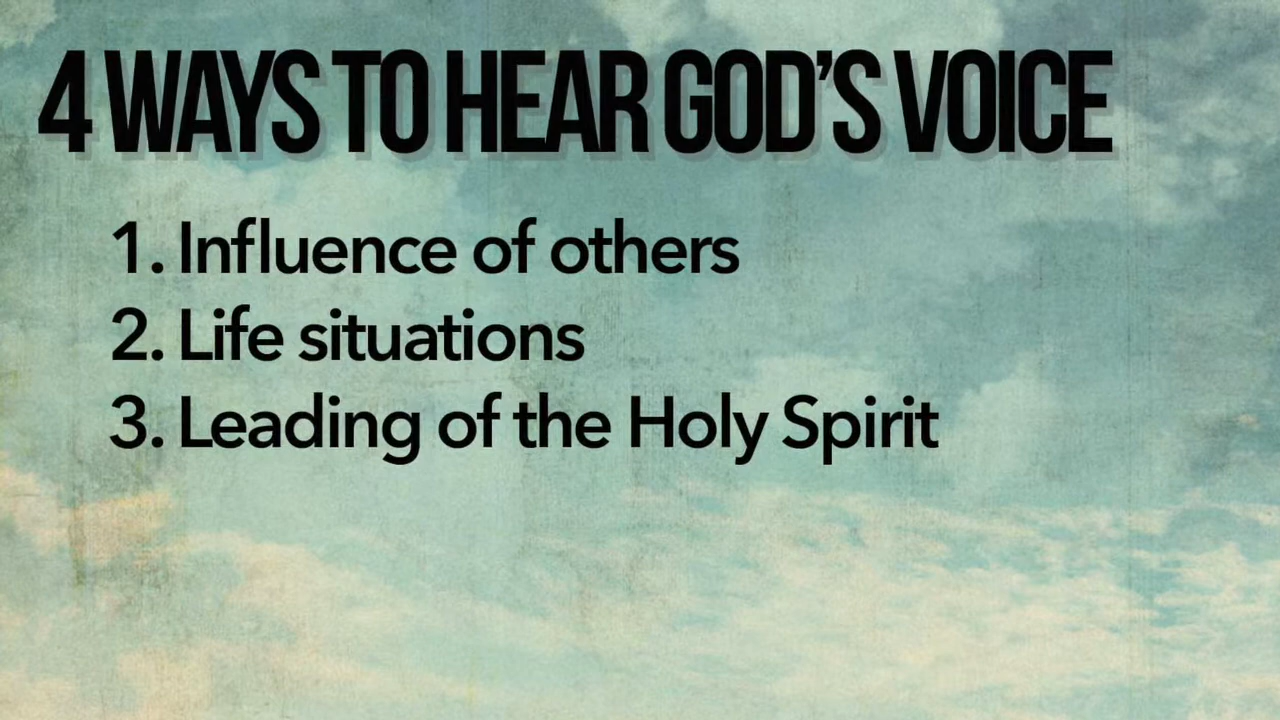 4 WAYS TO HEAR GOD'S VOICE
1. Influence of others
2. Life situations
3. Leading of the Holy Spirit